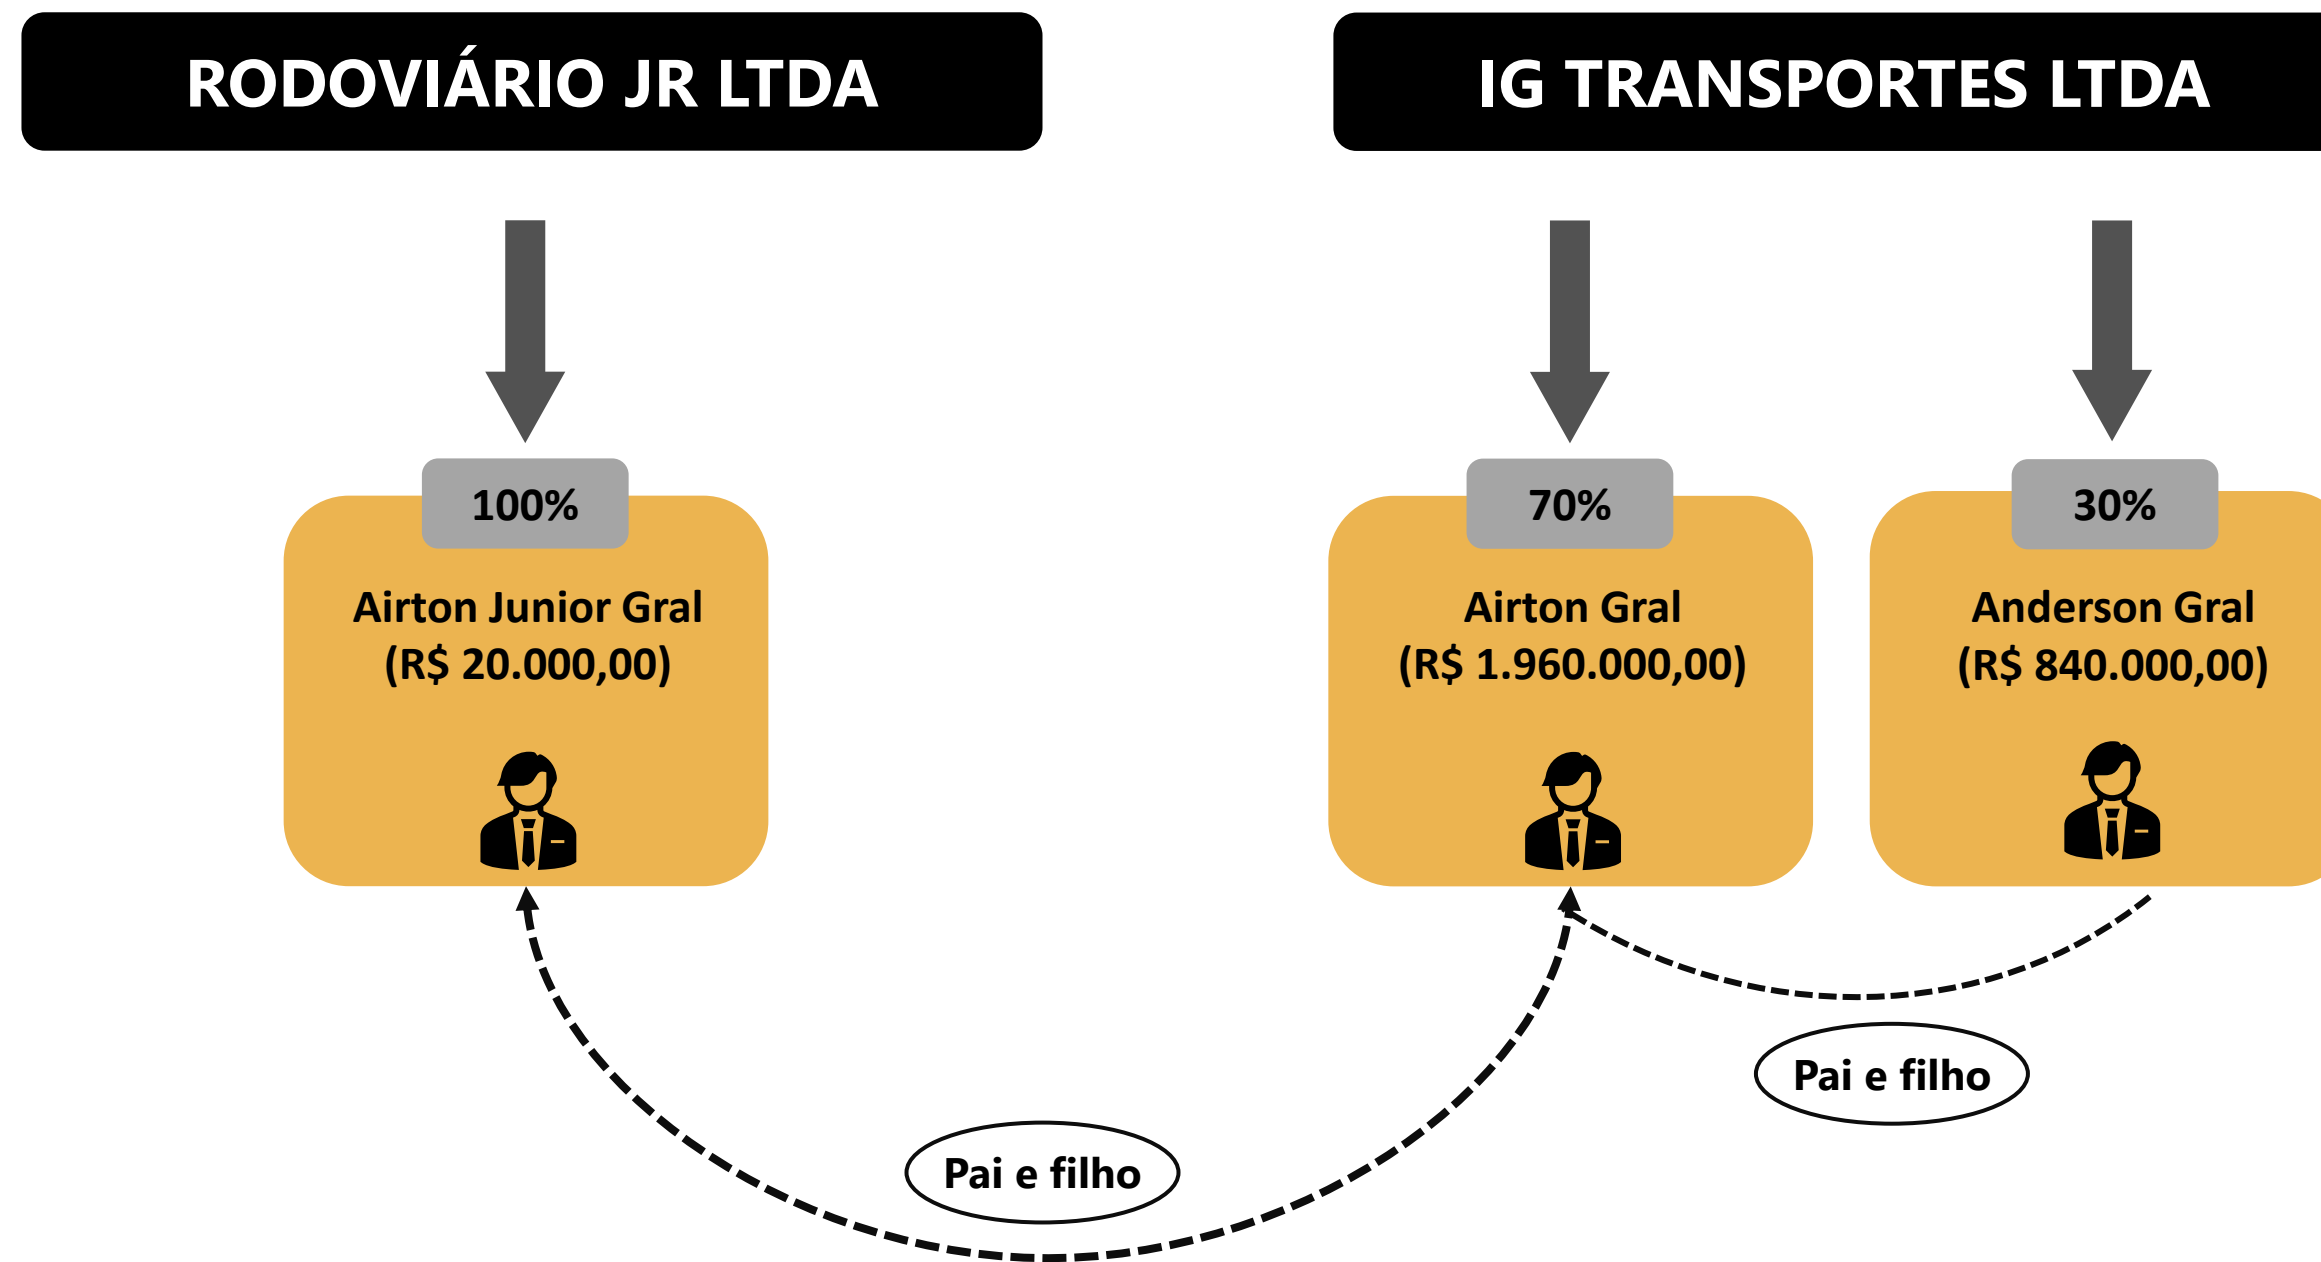 RODOVIÁRIO JR LTDA
IG TRANSPORTES LTDA
100%
Airton Junior Gral
(R$ 20.000,00)
70%
Airton Gral
(R$ 1.960.000,00)
30%
Anderson Gral
(R$ 840.000,00)
Pai e filho
Pai e filho